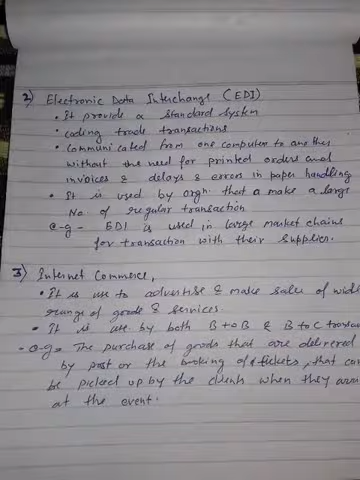 2) Electronic Data Interchange (EDI)
• It provide a standard system
• coding trade transactions
• communicated from one computer to another
without the need for printed orders and
invoices & delays & errors in paper handling
• It is used by orgn. that a make a large
No. of regular transaction
e-g- EDI is used in large market chains
for transaction with their supplier.
3) Internet Commerce,
• It is use to advertise & make sales of wide
range of goods & services.
• It is use by both B to B & B to C transac
- e.g = The purchase of goods that are delivered
by post or the booking of tickets, that can
be picked up by the clients when they
at the event.